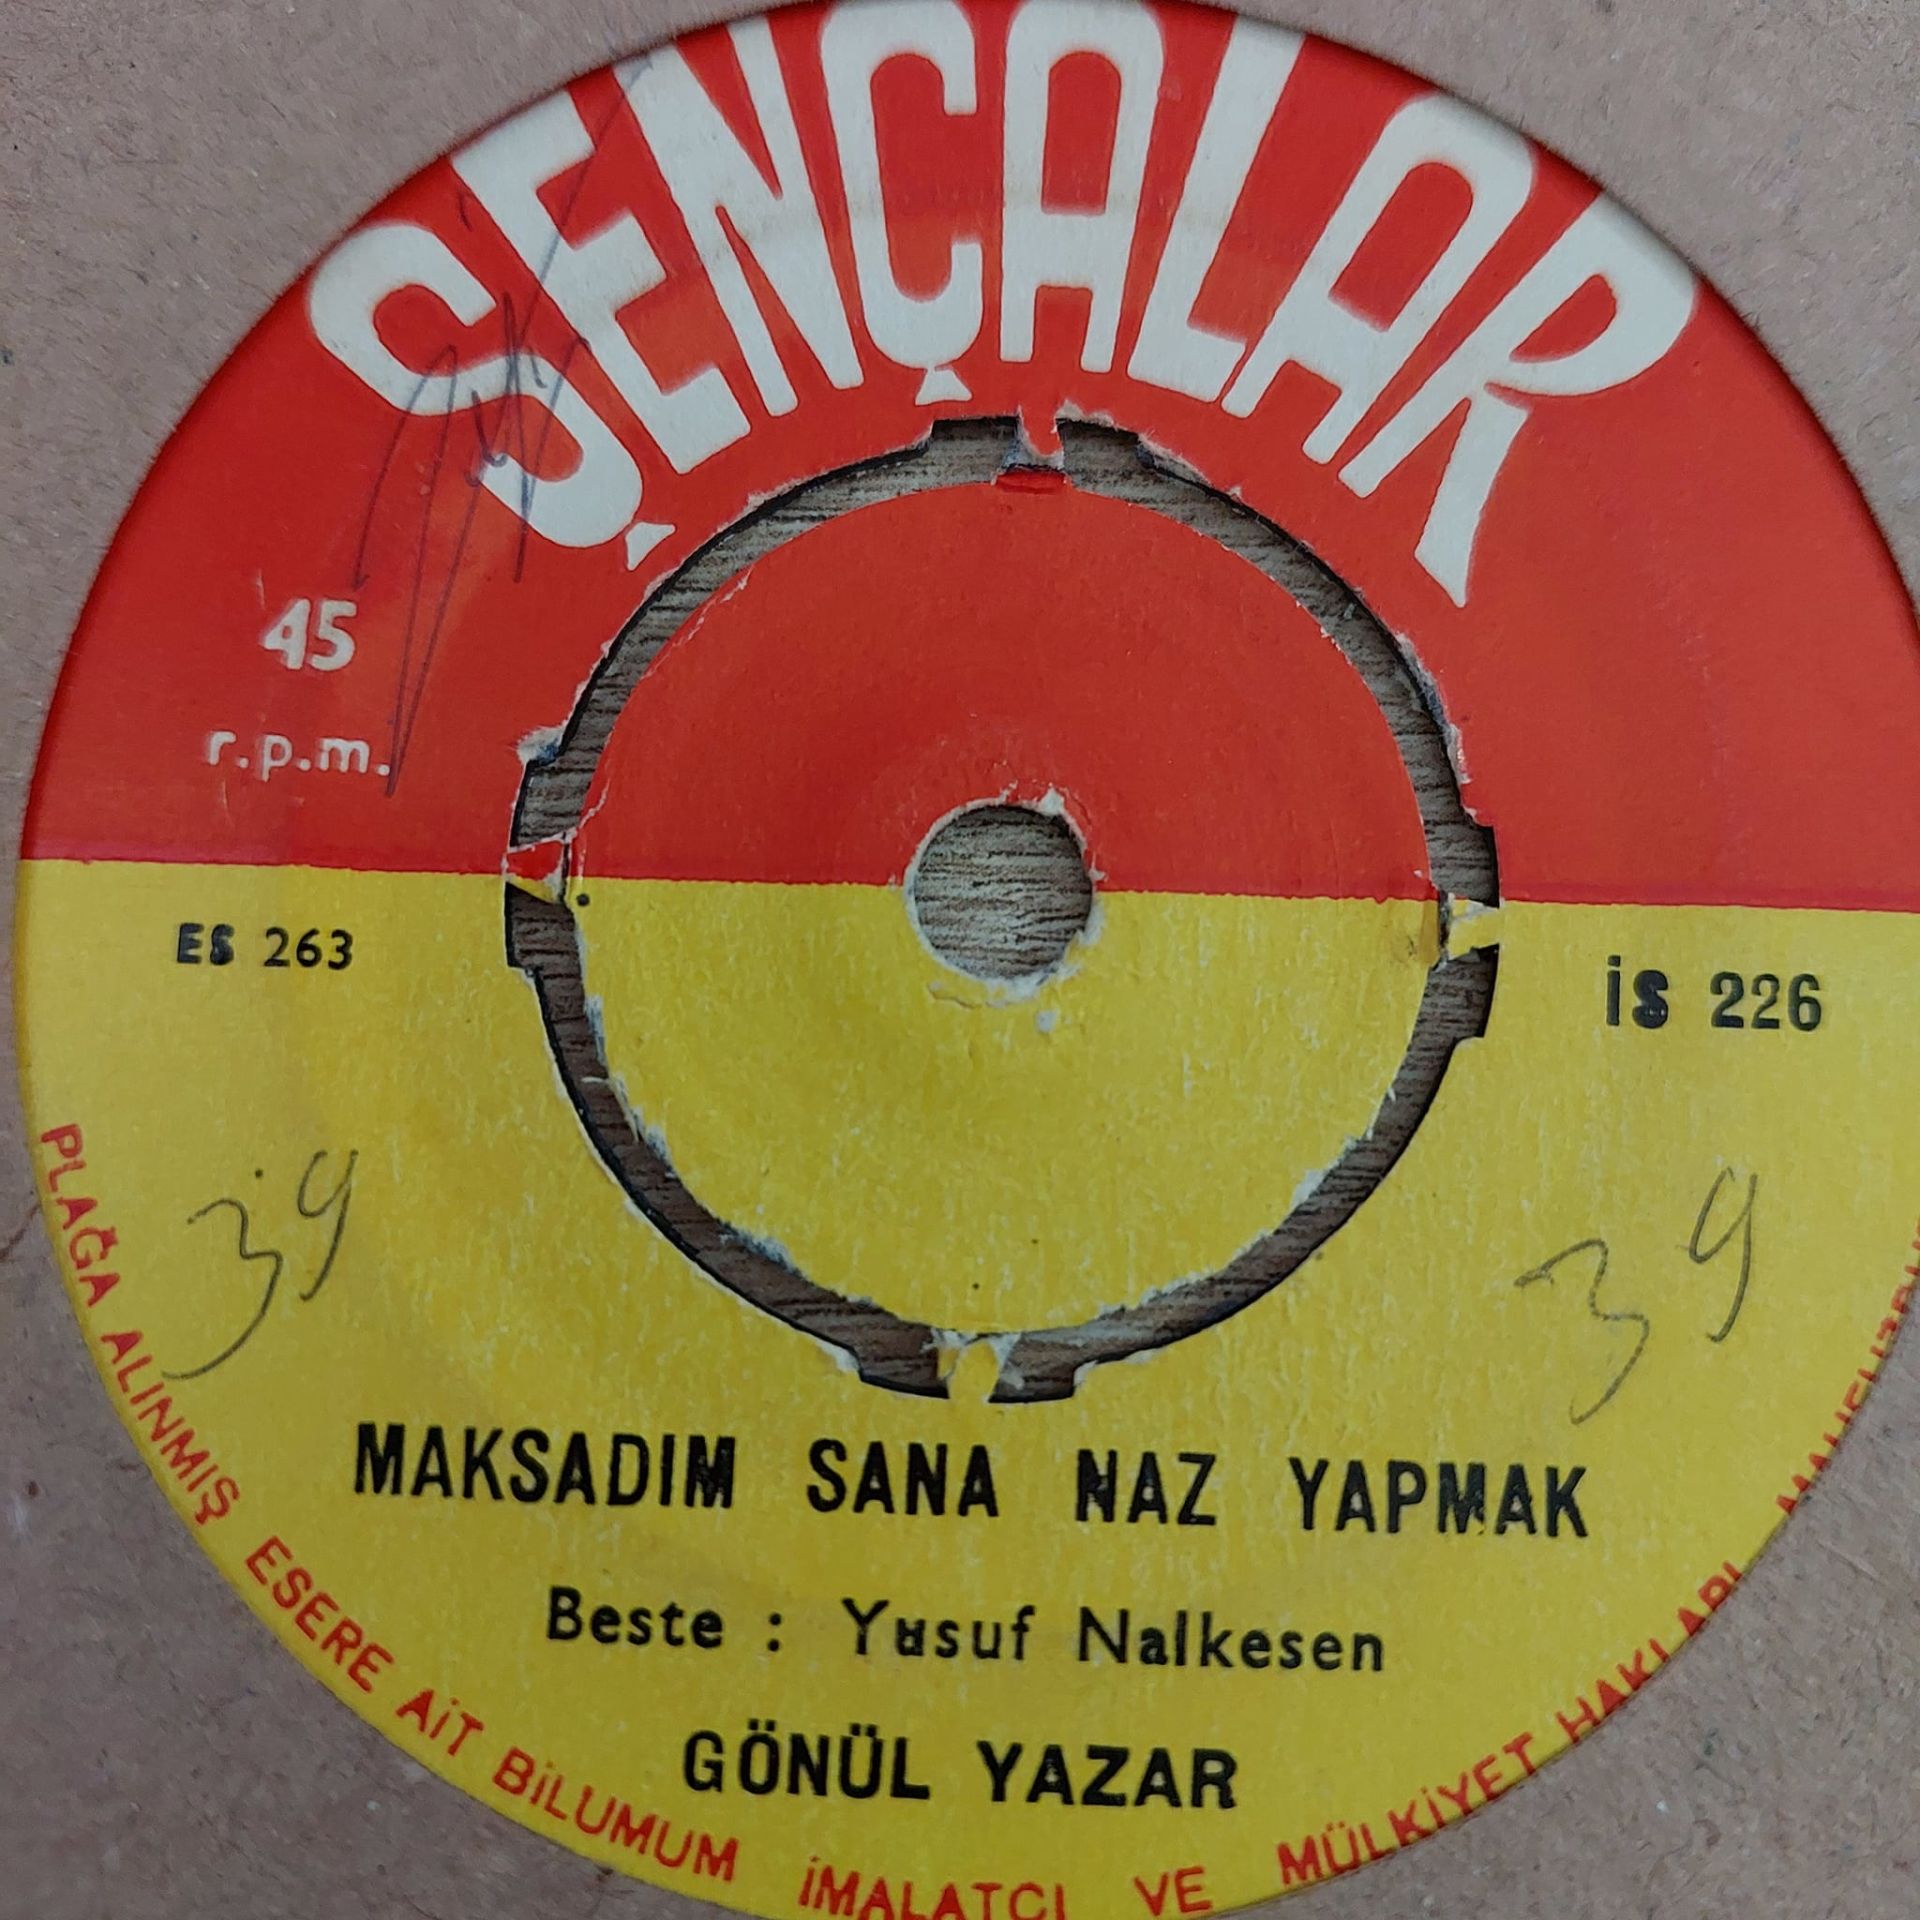 ŞENÇALAR
45
r.p.m.
ES 263
İS 226
39
39
MAKSADIM SANA NAZ YAPMAK
Beste : Yusuf Nalkesen
GÖNÜL YAZAR
PLAĞA ALINMIŞ ESERE AİT BİLUMUM İMALATÇI VE MÜLKİYET HAKLARI